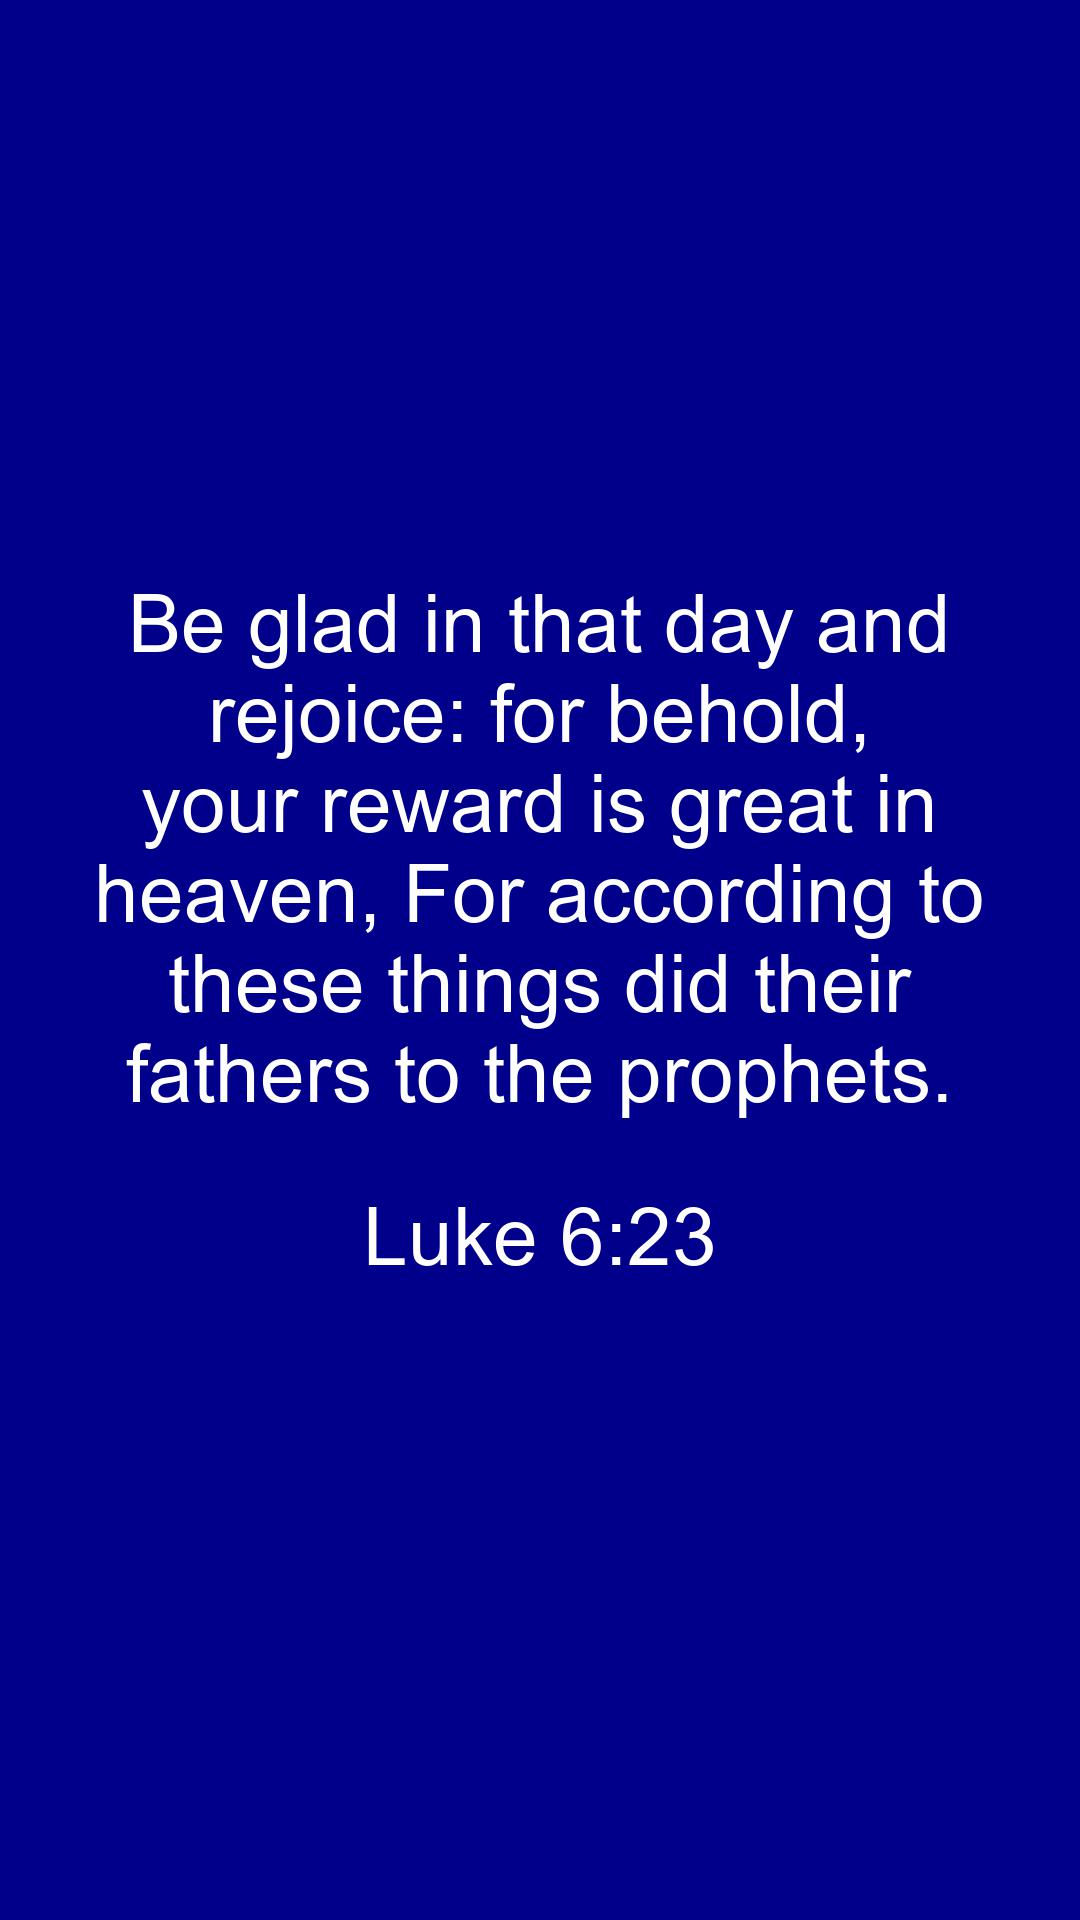 Be glad in that day and
rejoice: for behold,
your reward is great in
heaven, For according to
these things did their
fathers to the prophets.
Luke 6:23